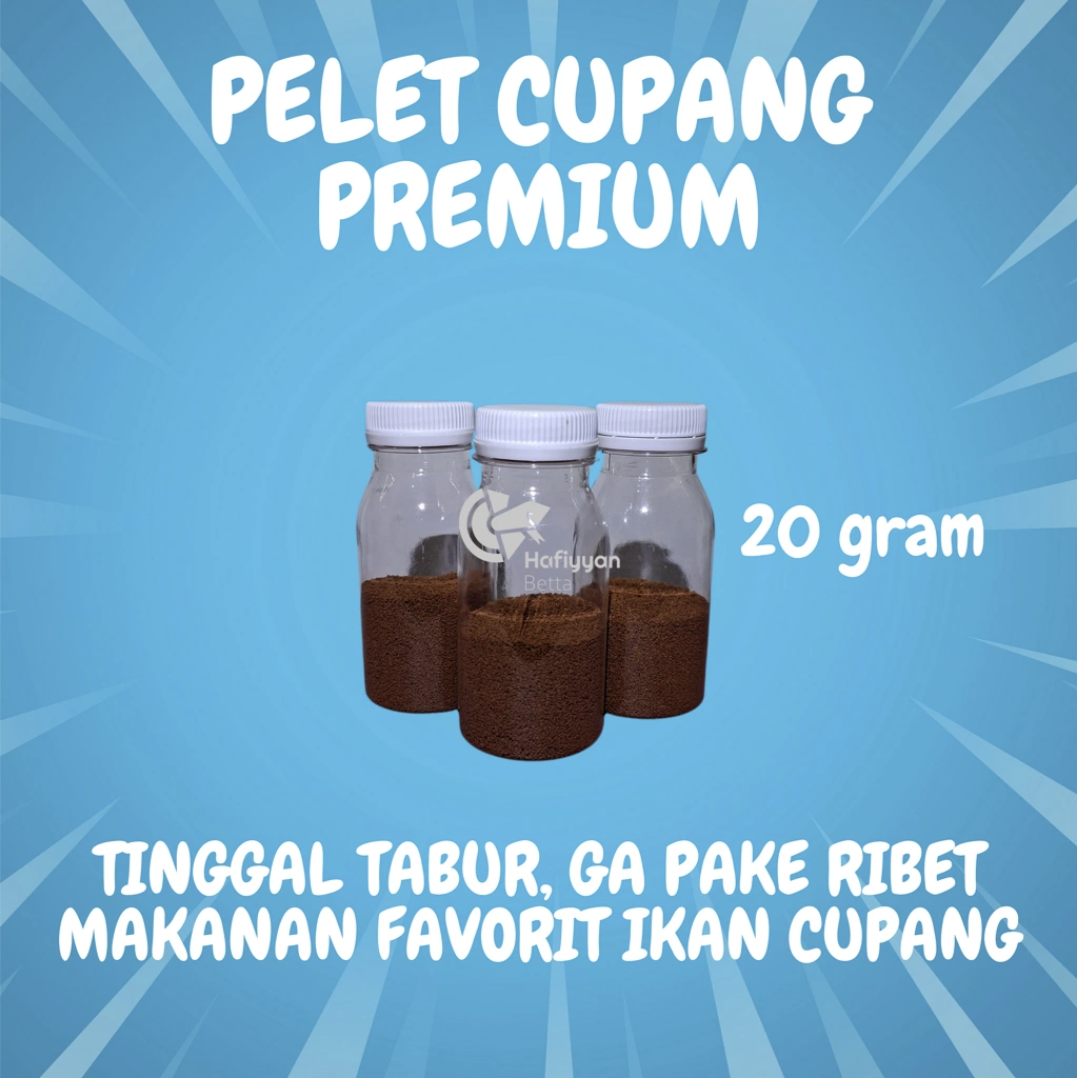 PELET CUPANG
PREMIUM
Hafiyyan
Betta
20 gram
TINGGAL TABUR, GA PAKE RIBET
MAKANAN FAVORIT IKAN CUPANG